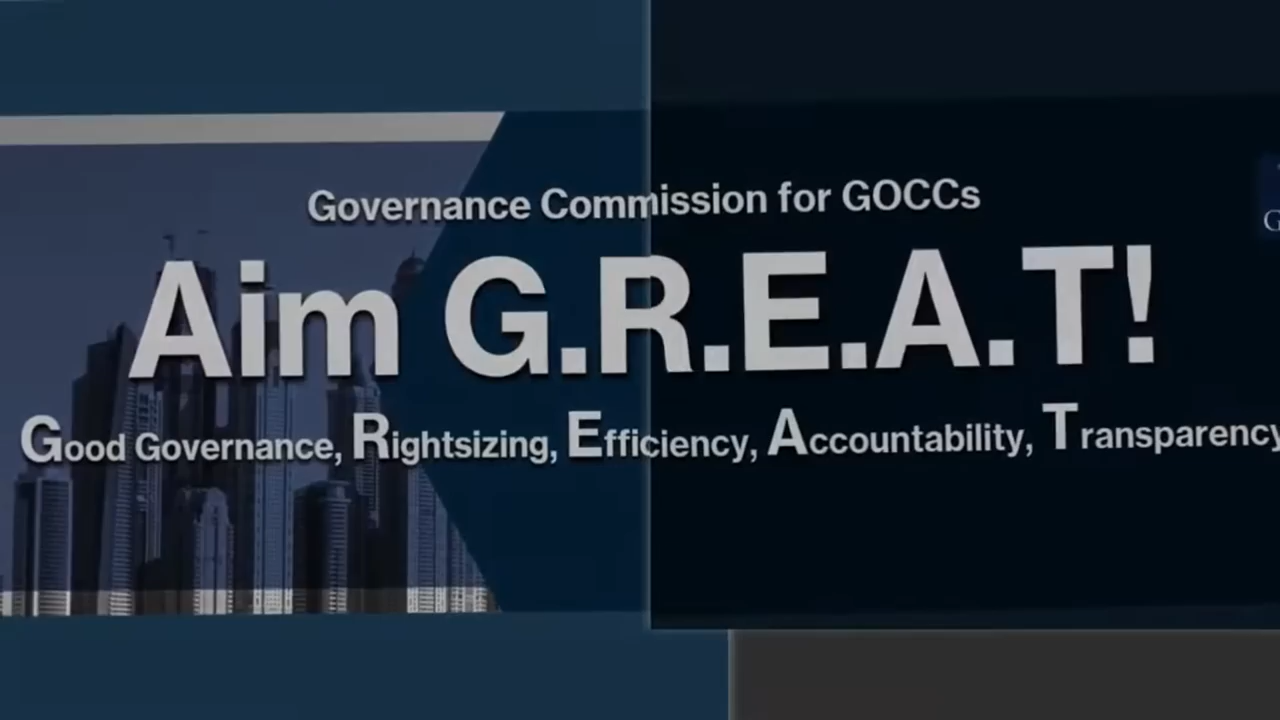 Governance Commission for GOCCs
Aim G.R.E.A.T!
Good Governance, Rightsizing, Efficiency, Accountability, Transparency